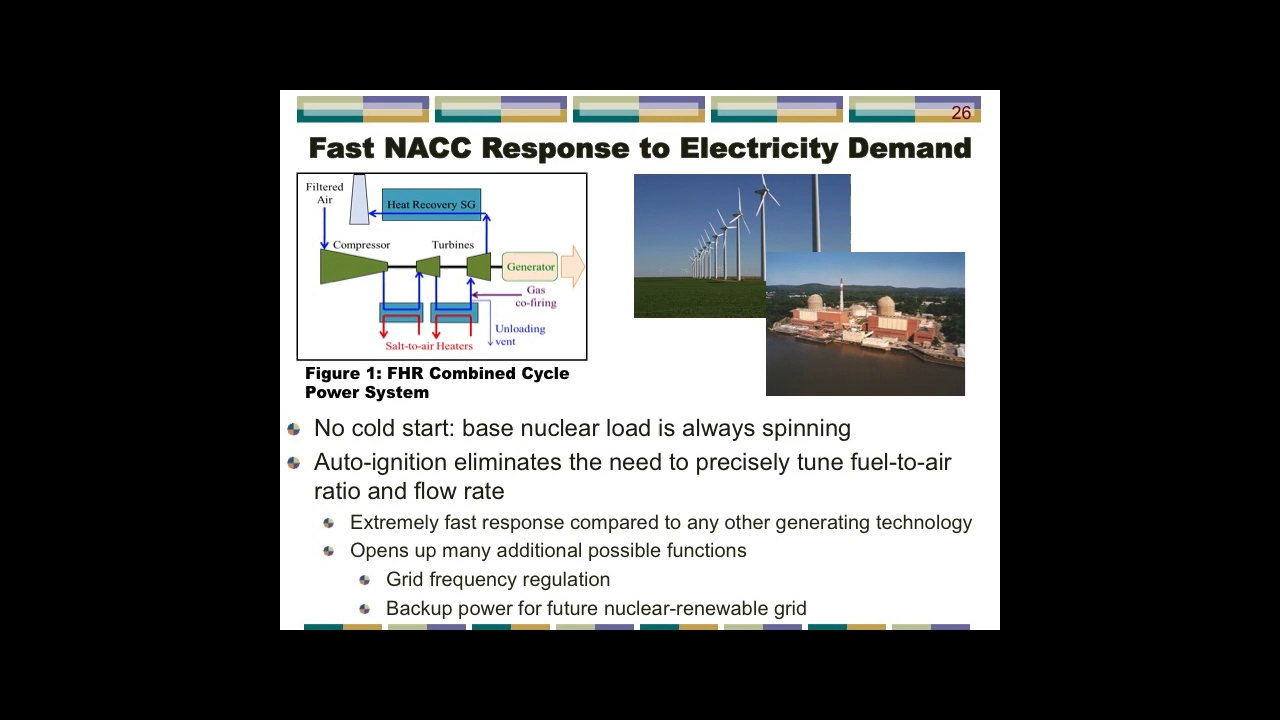 26
Fast NACC Response to Electricity Demand
Filtered
Air
Heat Recovery SG
Compressor
Turbines
Generator
Gas
co-firing
Unloading
vent
Salt-to-air Heaters
Figure 1: FHR Combined Cycle
Power System
No cold start: base nuclear load is always spinning
Auto-ignition eliminates the need to precisely tune fuel-to-air
ratio and flow rate
Extremely fast response compared to any other generating technology
Opens up many additional possible functions
Grid frequency regulation
Backup power for future nuclear-renewable grid